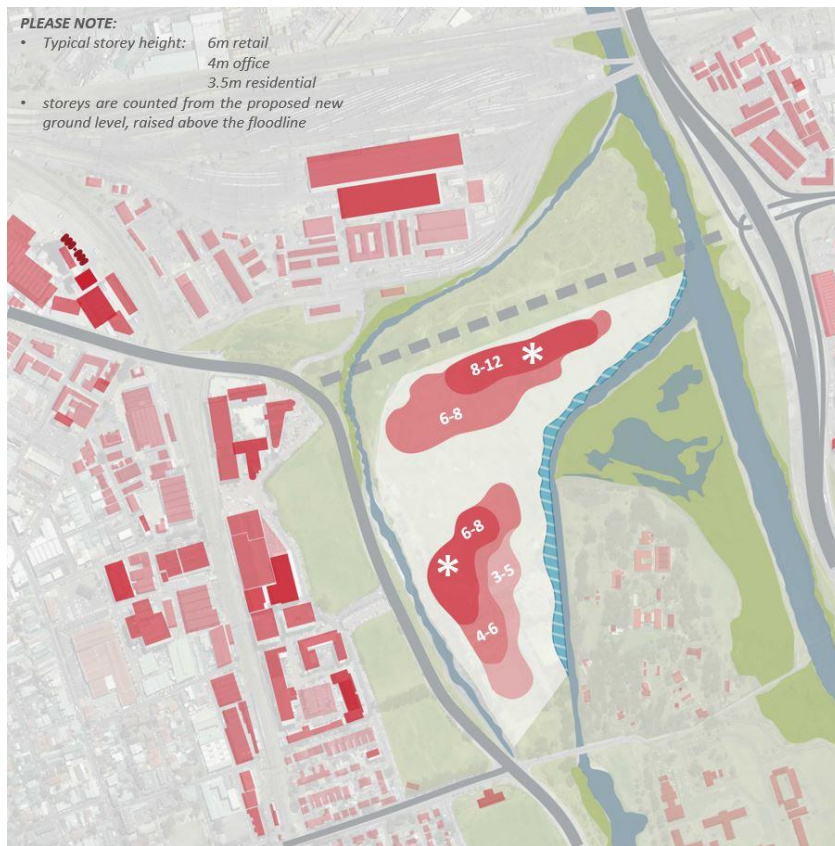 PLEASE NOTE:
• Typical storey height: 6m retail
4m office
3.5m residential
• storeys are counted from the proposed new
ground level, raised above the floodline
8-12
*
6-8
6-8
*
3-5
4-6